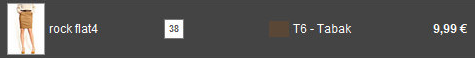 rock flat4 38 T6 - Tabak 9,99 €